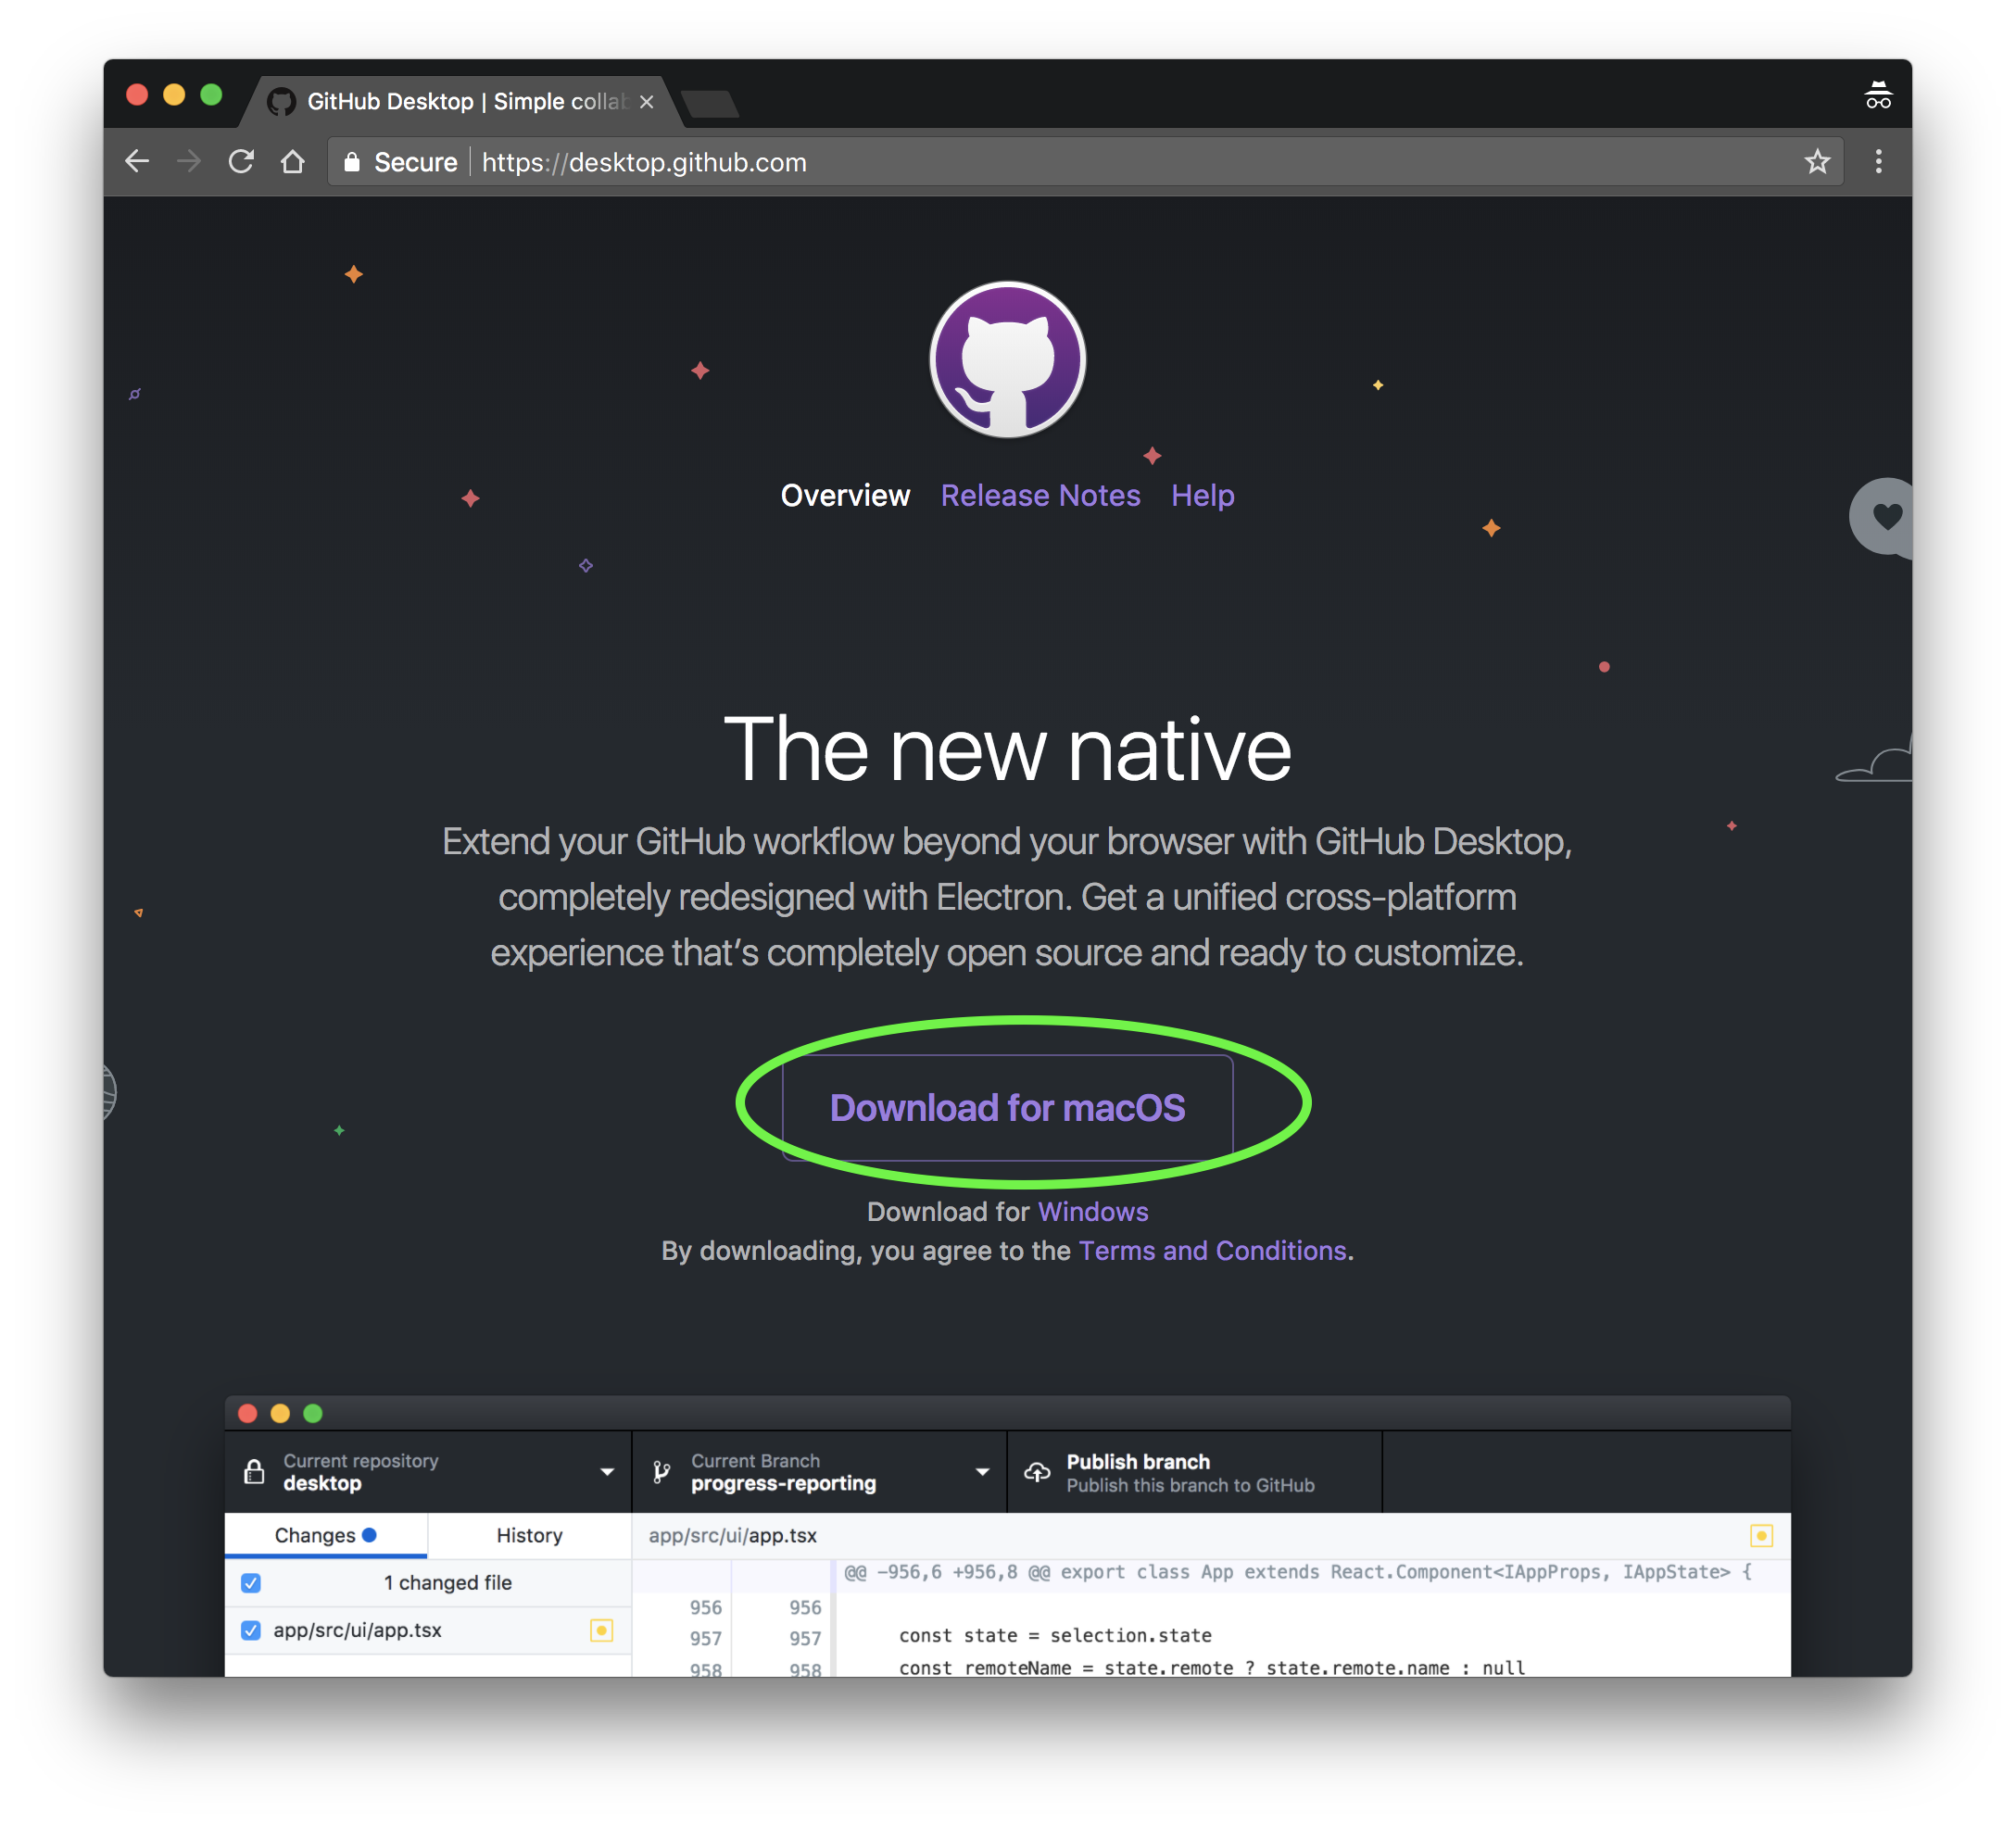 GitHub Desktop | Simple collab
Secure https://desktop.github.com
Overview Release Notes Help
The new native
Extend your GitHub workflow beyond your browser with GitHub Desktop,
completely redesigned with Electron. Get a unified cross-platform
experience that’s completely open source and ready to customize.
Download for macOS
Download for Windows
By downloading, you agree to the Terms and Conditions.
Current repository
desktop
Current Branch
progress-reporting
Publish branch
Publish this branch to GitHub
Changes History
app/src/ui/app.tsx
1 changed file
@@ -956,6 +956,8 @@ export class App extends React.Component<IAppProps, IAppState> {
956 956
app/src/ui/app.tsx
957 957 const state = selection.state
958 958 const remoteName = state.remote ? state.remote.name : null